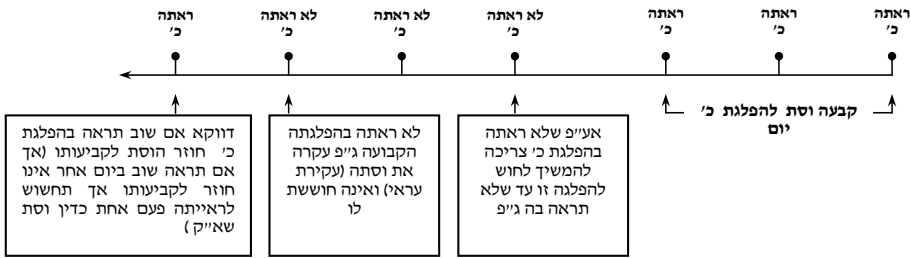 ראתה
כ׳
ראתה
כ׳
ראתה
כ׳
לא ראתה
כ׳
לא ראתה
כ׳
לא ראתה
כ׳
ראתה
כ׳
קבעה וסת להפלגת כ׳
יום
אע״פ שלא ראתה
בהפלגת כ׳ צריכה
להמשיך לחוש
להפלגה זו עד שלא
תראה בה ג״פ
לא ראתה בהפלגתה
הקבועה ג״פ עקרה
את וסתה (עקירת
עראי) ואינה חוששת
לו
דווקא אם שוב תראה בהפלגת
כ׳ חוזר הוסת לקביעותו (אך
אם תראה שוב ביום אחר אינו
חוזר לקביעותו אך תחשוש
לראייתה פעם אחת כדין וסת
שא״ק )